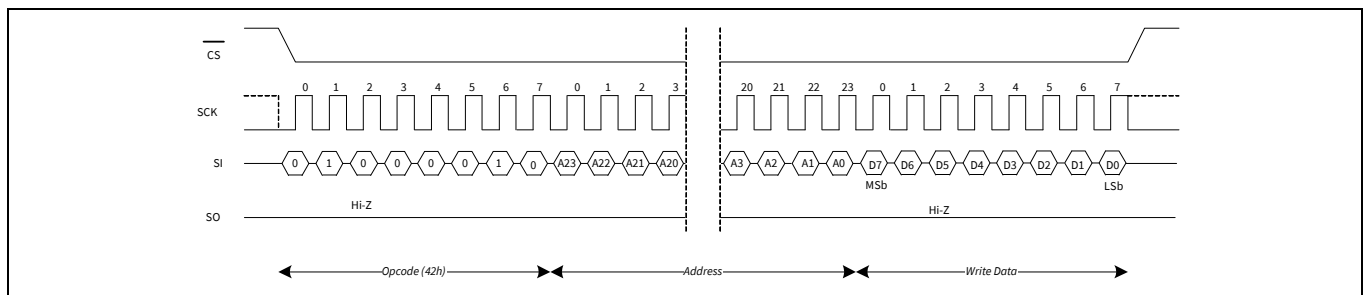 CS
0 1 2 3 4 5 6 7 0 1 2 3 20 21 22 23 0 1 2 3 4 5 6 7
SCK
SI 0 1 0 0 0 0 1 0 A23 A22 A21 A20 A3 A2 A1 A0 D7 D6 D5 D4 D3 D2 D1 D0
MSb LSb
Hi-Z Hi-Z
SO
Opcode (42h) Address Write Data